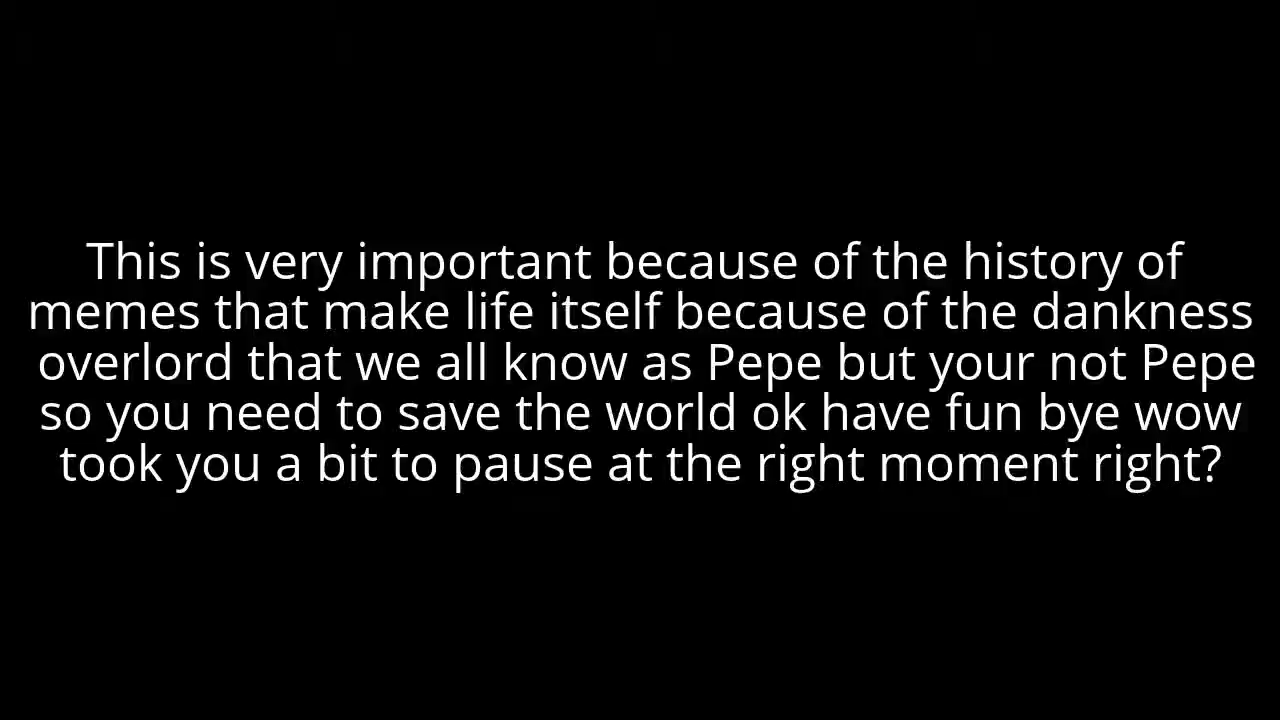 This is very important because of the history of
memes that make life itself because of the dankness
overlord that we all know as Pepe but your not Pepe
so you need to save the world ok have fun bye wow
took you a bit to pause at the right moment right?